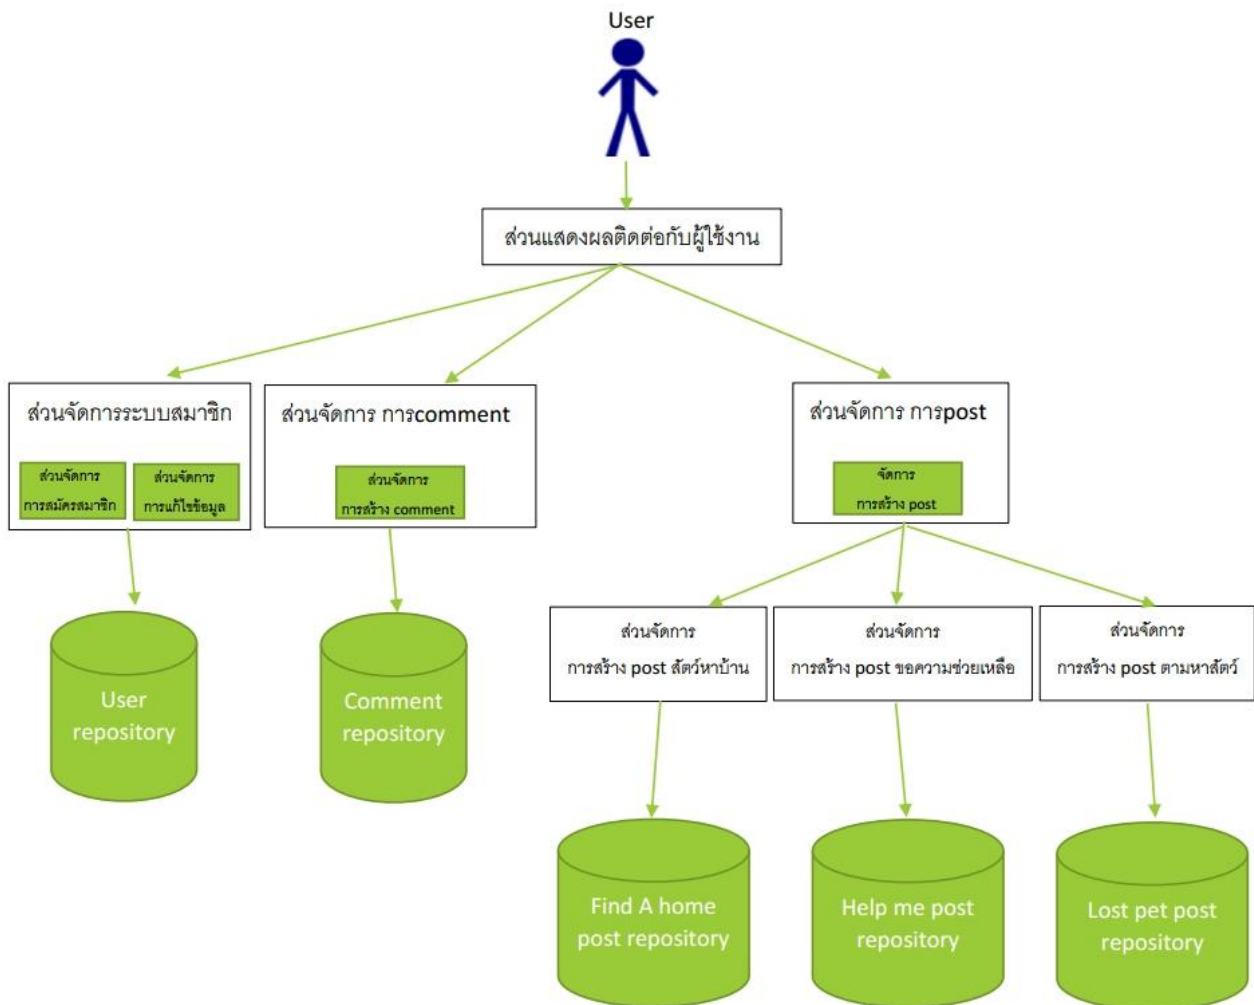 User
ส่วนแสดงผลติดต่อกับผู้ใช้งาน
ส่วนจัดการระบบสมาชิก
ส่วนจัดการ
การสมัครสมาชิก
ส่วนจัดการ
การแก้ไขข้อมูล
ส่วนจัดการ การcomment
ส่วนจัดการ
การสร้าง comment
ส่วนจัดการ การpost
จัดการ
การสร้าง post
ส่วนจัดการ
การสร้าง post สัตว์หาบ้าน
ส่วนจัดการ
การสร้าง post ขอความช่วยเหลือ
ส่วนจัดการ
การสร้าง post ตามหาสัตว์
User
repository
Comment
repository
Find A home
post repository
Help me post
repository
Lost pet post
repository